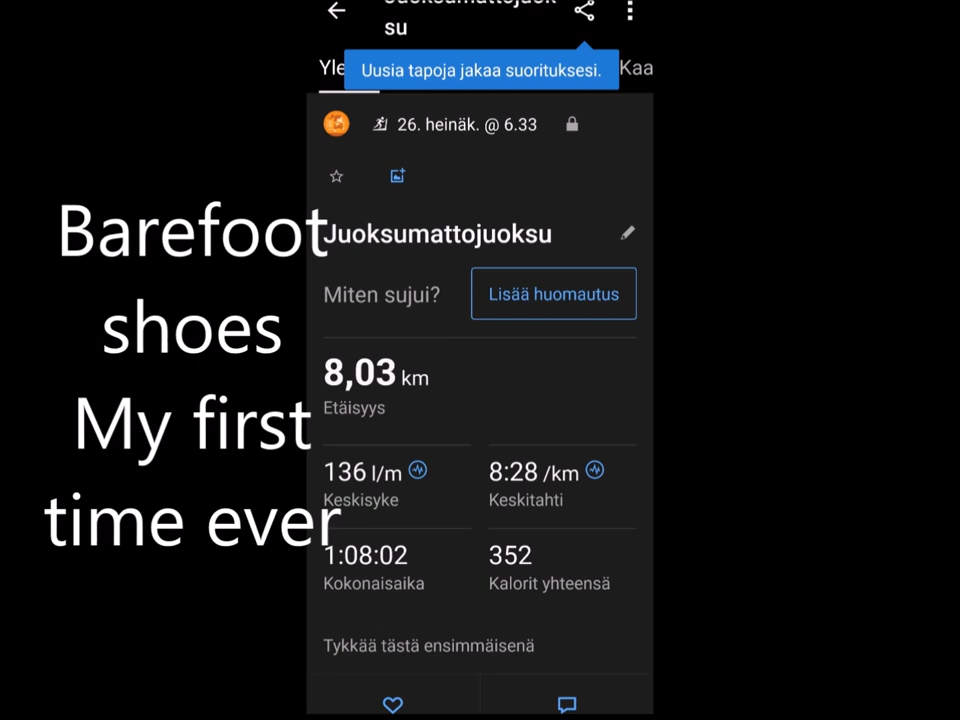 su
Uusia tapoja jakaa suorituksesi.
Yle
Kaa
26. heinäk. @ 6.33
Juoksumattojuoksu
Miten sujui?
Lisää huomautus
8,03 km
Etäisyys
136 l/m
Keskisyke
8:28 /km
Keskitahti
1:08:02
Kokonaisaika
352
Kalorit yhteensä
Tykkää tästä ensimmäisenä
Barefoot
shoes
My first
time ever